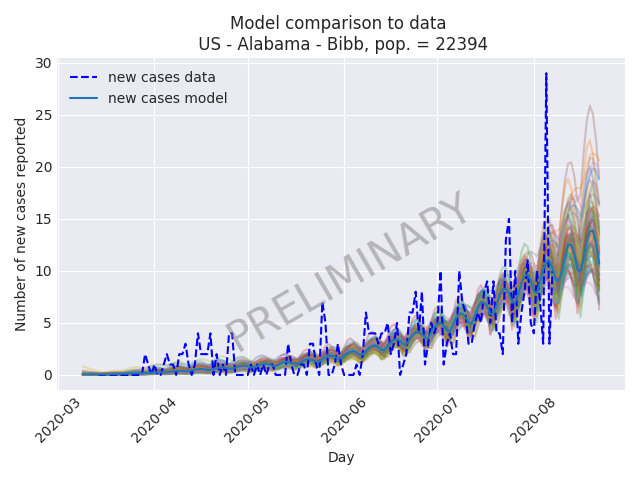 Model comparison to data
US - Alabama - Bibb, pop. = 22394
new cases data
new cases model
PRELIMINARY
Number of new cases reported
30
25
20
15
10
5
0
2020-03
2020-04
2020-05
2020-06
2020-07
2020-08
Day